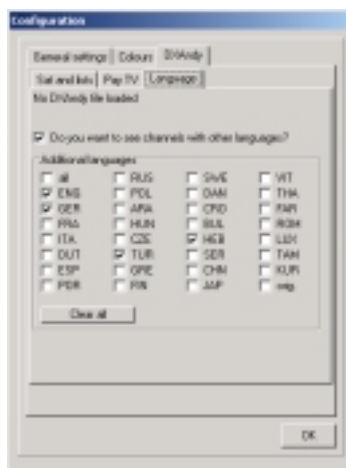 Configuration
General settings Colours DXAndy
Sat and lists Pay TV Language
No DXAndy file loaded
Do you want to see channels with other languages?
Additional languages
all RUS SWE VIT
ENG POL DAN THA
GER ARA CRO FAR
FRA HUN BUL ROM
ITA CZE HEB LUX
DUT TUR SER TAM
ESP GRE CHN KUR
POR FIN JAP orig
Clear all
OK